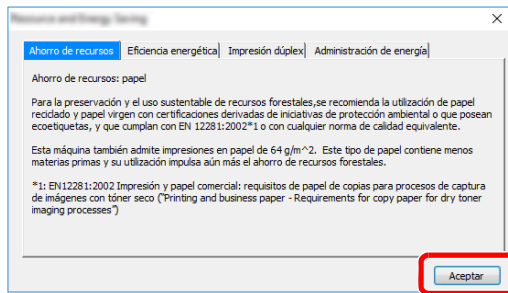 Resource and Energy Saving
Ahorro de recursos Eficiencia energética Impresión dúplex Administración de energía
Ahorro de recursos: papel
Para la preservación y el uso sustentable de recursos forestales,se recomienda la utilización de papel
reciclado y papel virgen con certificaciones derivadas de iniciativas de protección ambiental o que posean
ecoetiquetas, y que cumplan con EN 12281:2002*1 o con cualquier norma de calidad equivalente.
Esta máquina también admite impresiones en papel de 64 g/m^2. Este tipo de papel contiene menos
materias primas y su utilización impulsa aún más el ahorro de recursos forestales.
*1: EN12281:2002 Impresión y papel comercial: requisitos de papel de copias para procesos de captura
de imágenes con tóner seco ("Printing and business paper - Requirements for copy paper for dry toner
imaging processes")
Aceptar